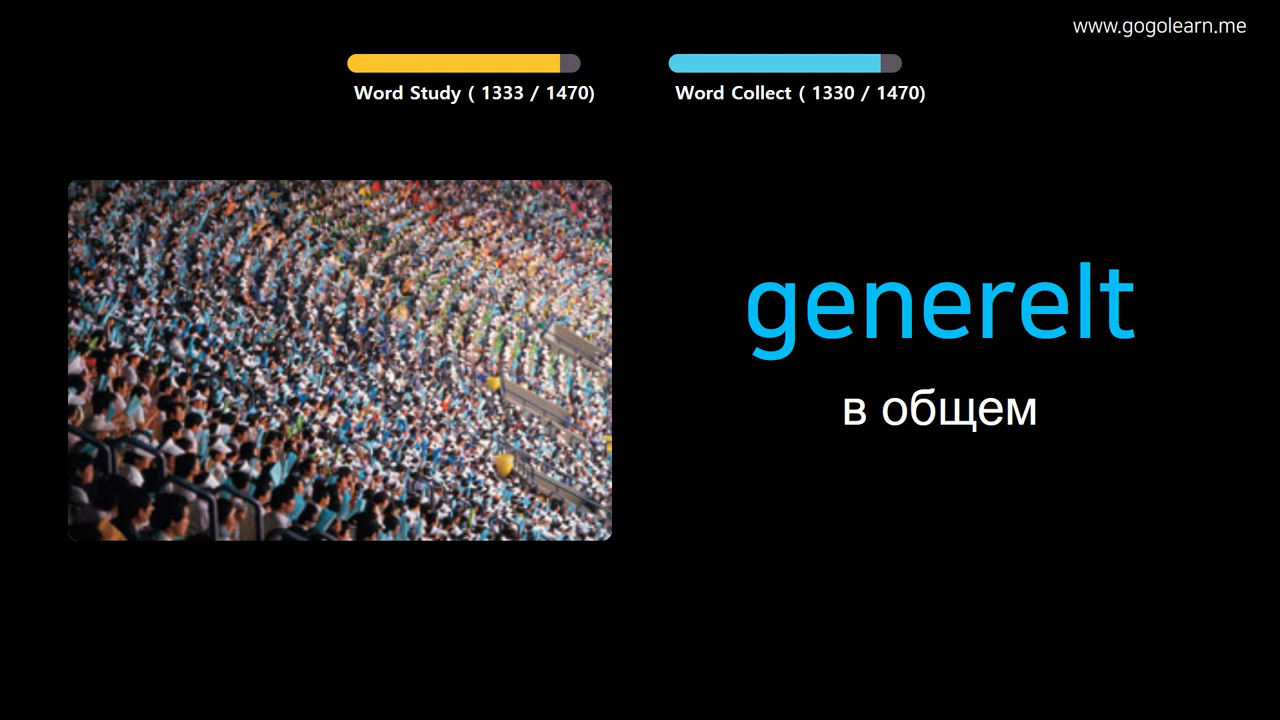 www.gogolearn.me
Word Study ( 1333 / 1470)
Word Collect ( 1330 / 1470)
generelt
в общем